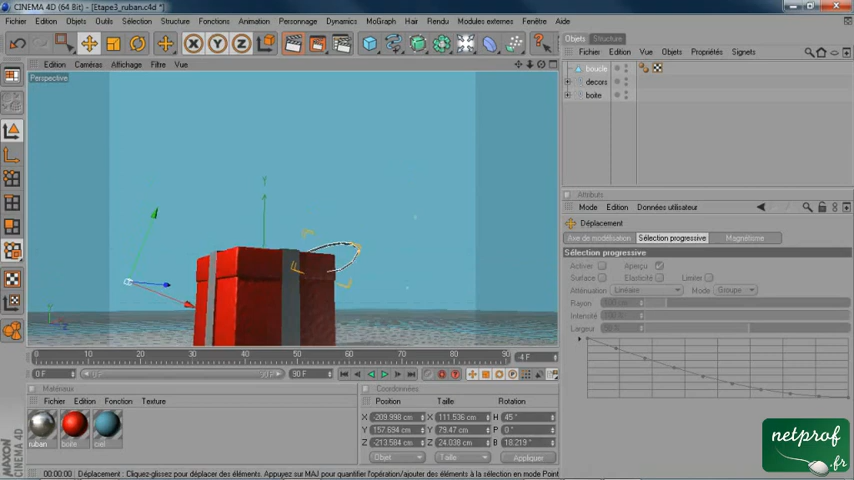 CINEMA 4D (64 Bit) - [Etape3_ruban.c4d *]
Fichier Edition Objets Outils Sélection Structure Fonctions Animation Personnages Dynamics MoGraph Hair Rendu Modules externes Fenêtre Aide
Objets Structure
Fichier Edition Vue Objets Propriétés Signets
boucle
decors
boite
Edition Caméras Affichage Filtre Vues
Perspective
Y
Attributs
Mode Edition Données utilisateur
Déplacement
Axe de modélisation Sélection progressive Magnétisme
Sélection progressive
Activer Aperçu
Surface Elasticité Limiter
Atténuation Linéaire Mode Groupe
Rayon 100 cm
Intensité 100 %
Largeur 50 %
0 10 20 30 40 50 60 70 80 90 -4 F
0 F 90 F 90 F
Matériaux
Fichier Edition Fonction Texture
ruban
ciel
Coordonnées
Position Taille Rotation
X -209.998 cm X 111.536 cm H 45 °
Y 157.694 cm Y 79.47 cm P 0 °
Z -213.584 cm Z 24.038 cm B 18.219 °
Objet Taille Appliquer
MAXON
CINEMA 4D
00:00:00 Déplacement : Cliquez-glissez pour déplacer des éléments. Appuyez sur MAJ pour quantifier l'opération/ajouter des éléments à la sélection en mode Point
netprof
.fr